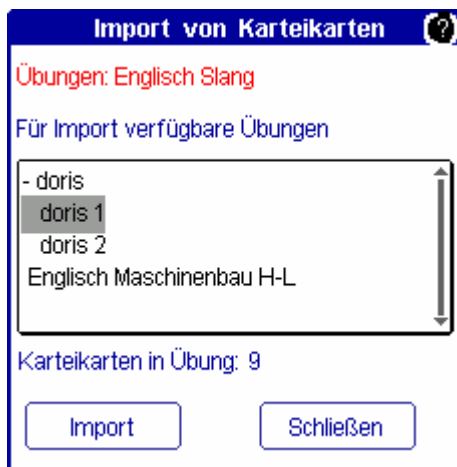 Import von Karteikarten ?
Übungen: Englisch Slang
Für Import verfügbare Übungen
- doris
doris 1
doris 2
Englisch Maschinenbau H-L
Karteikarten in Übung: 9
Import Schließen